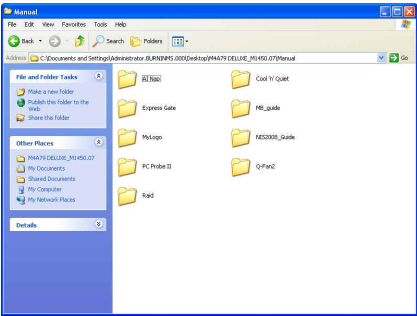 Manual
File Edit View Favorites Tools Help
Back Search Folders
Address C:\Documents and Settings\Administrator.BURNINMS.000\Desktop\M4A79 DELUXE_M1450.07\Manual Go
File and Folder Tasks
Make a new folder
Publish this folder to the
Web
Share this folder
Other Places
M4A79 DELUXE_M1450.07
My Documents
Shared Documents
My Computer
My Network Places
Details
AI Nap
Cool 'n' Quiet
Express Gate
MB_guide
MyLogo
NIS2008_Guide
PC Probe II
Q-Fan2
Raid